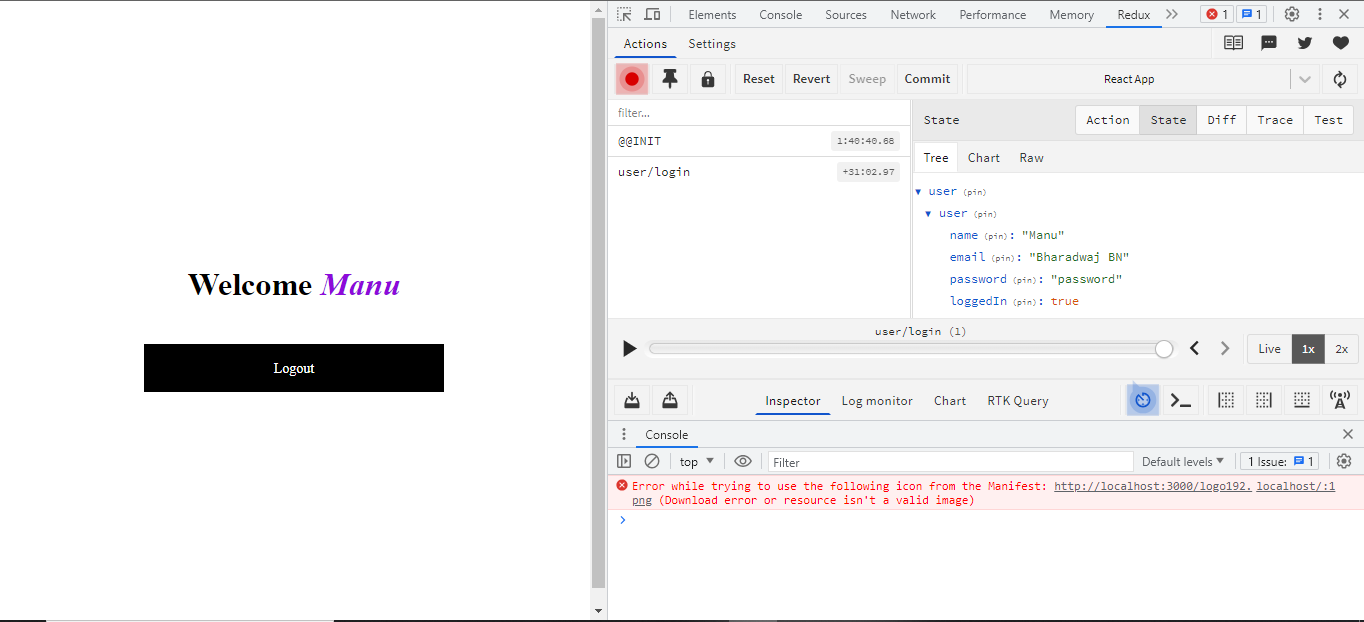 Welcome Manu
Logout
Elements Console Sources Network Performance Memory Redux 1 1
Actions Settings
Reset Revert Sweep Commit React App
filter...
@@INIT 1:40:40.68
user/login +31:02.97
State Action State Diff Trace Test
Tree Chart Raw
user (pin)
user (pin)
name (pin): "Manu"
email (pin): "Bharadwaj BN"
password (pin): "password"
loggedIn (pin): true
user/login (1)
Live 1x 2x
Inspector Log monitor Chart RTK Query
Console
top Filter Default levels 1 Issue: 1
Error while trying to use the following icon from the Manifest: http://localhost:3000/logo192. localhost/:1
png (Download error or resource isn't a valid image)